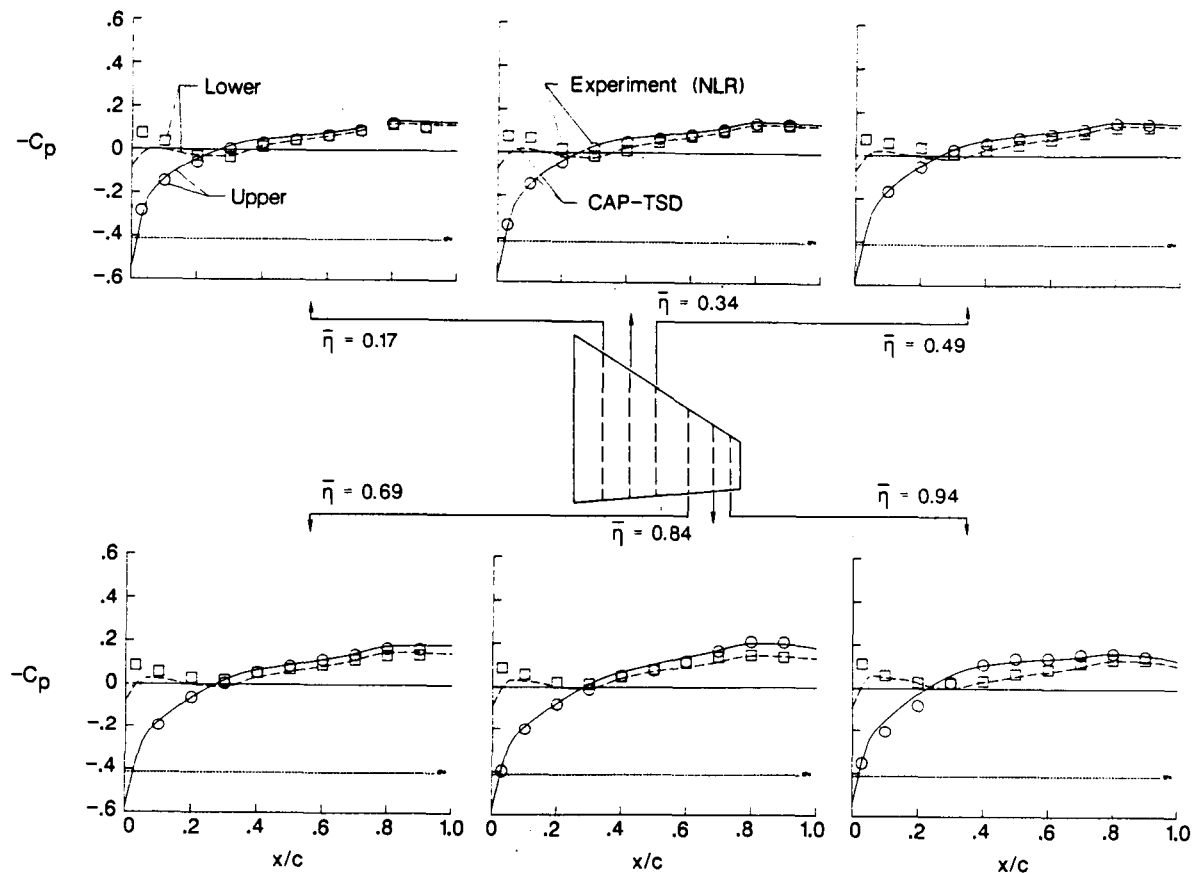 .6
.4
.2
0
-.2
-.4
-.6
-Cp
Lower
Upper
Experiment (NLR)
CAP-TSD
η̄ = 0.17
η̄ = 0.34
η̄ = 0.49
η̄ = 0.69
η̄ = 0.84
η̄ = 0.94
.6
.4
.2
0
-.2
-.4
-.6
-Cp
0 .2 .4 .6 .8 1.0
x/c
0 .2 .4 .6 .8 1.0
x/c
0 .2 .4 .6 .8 1.0
x/c